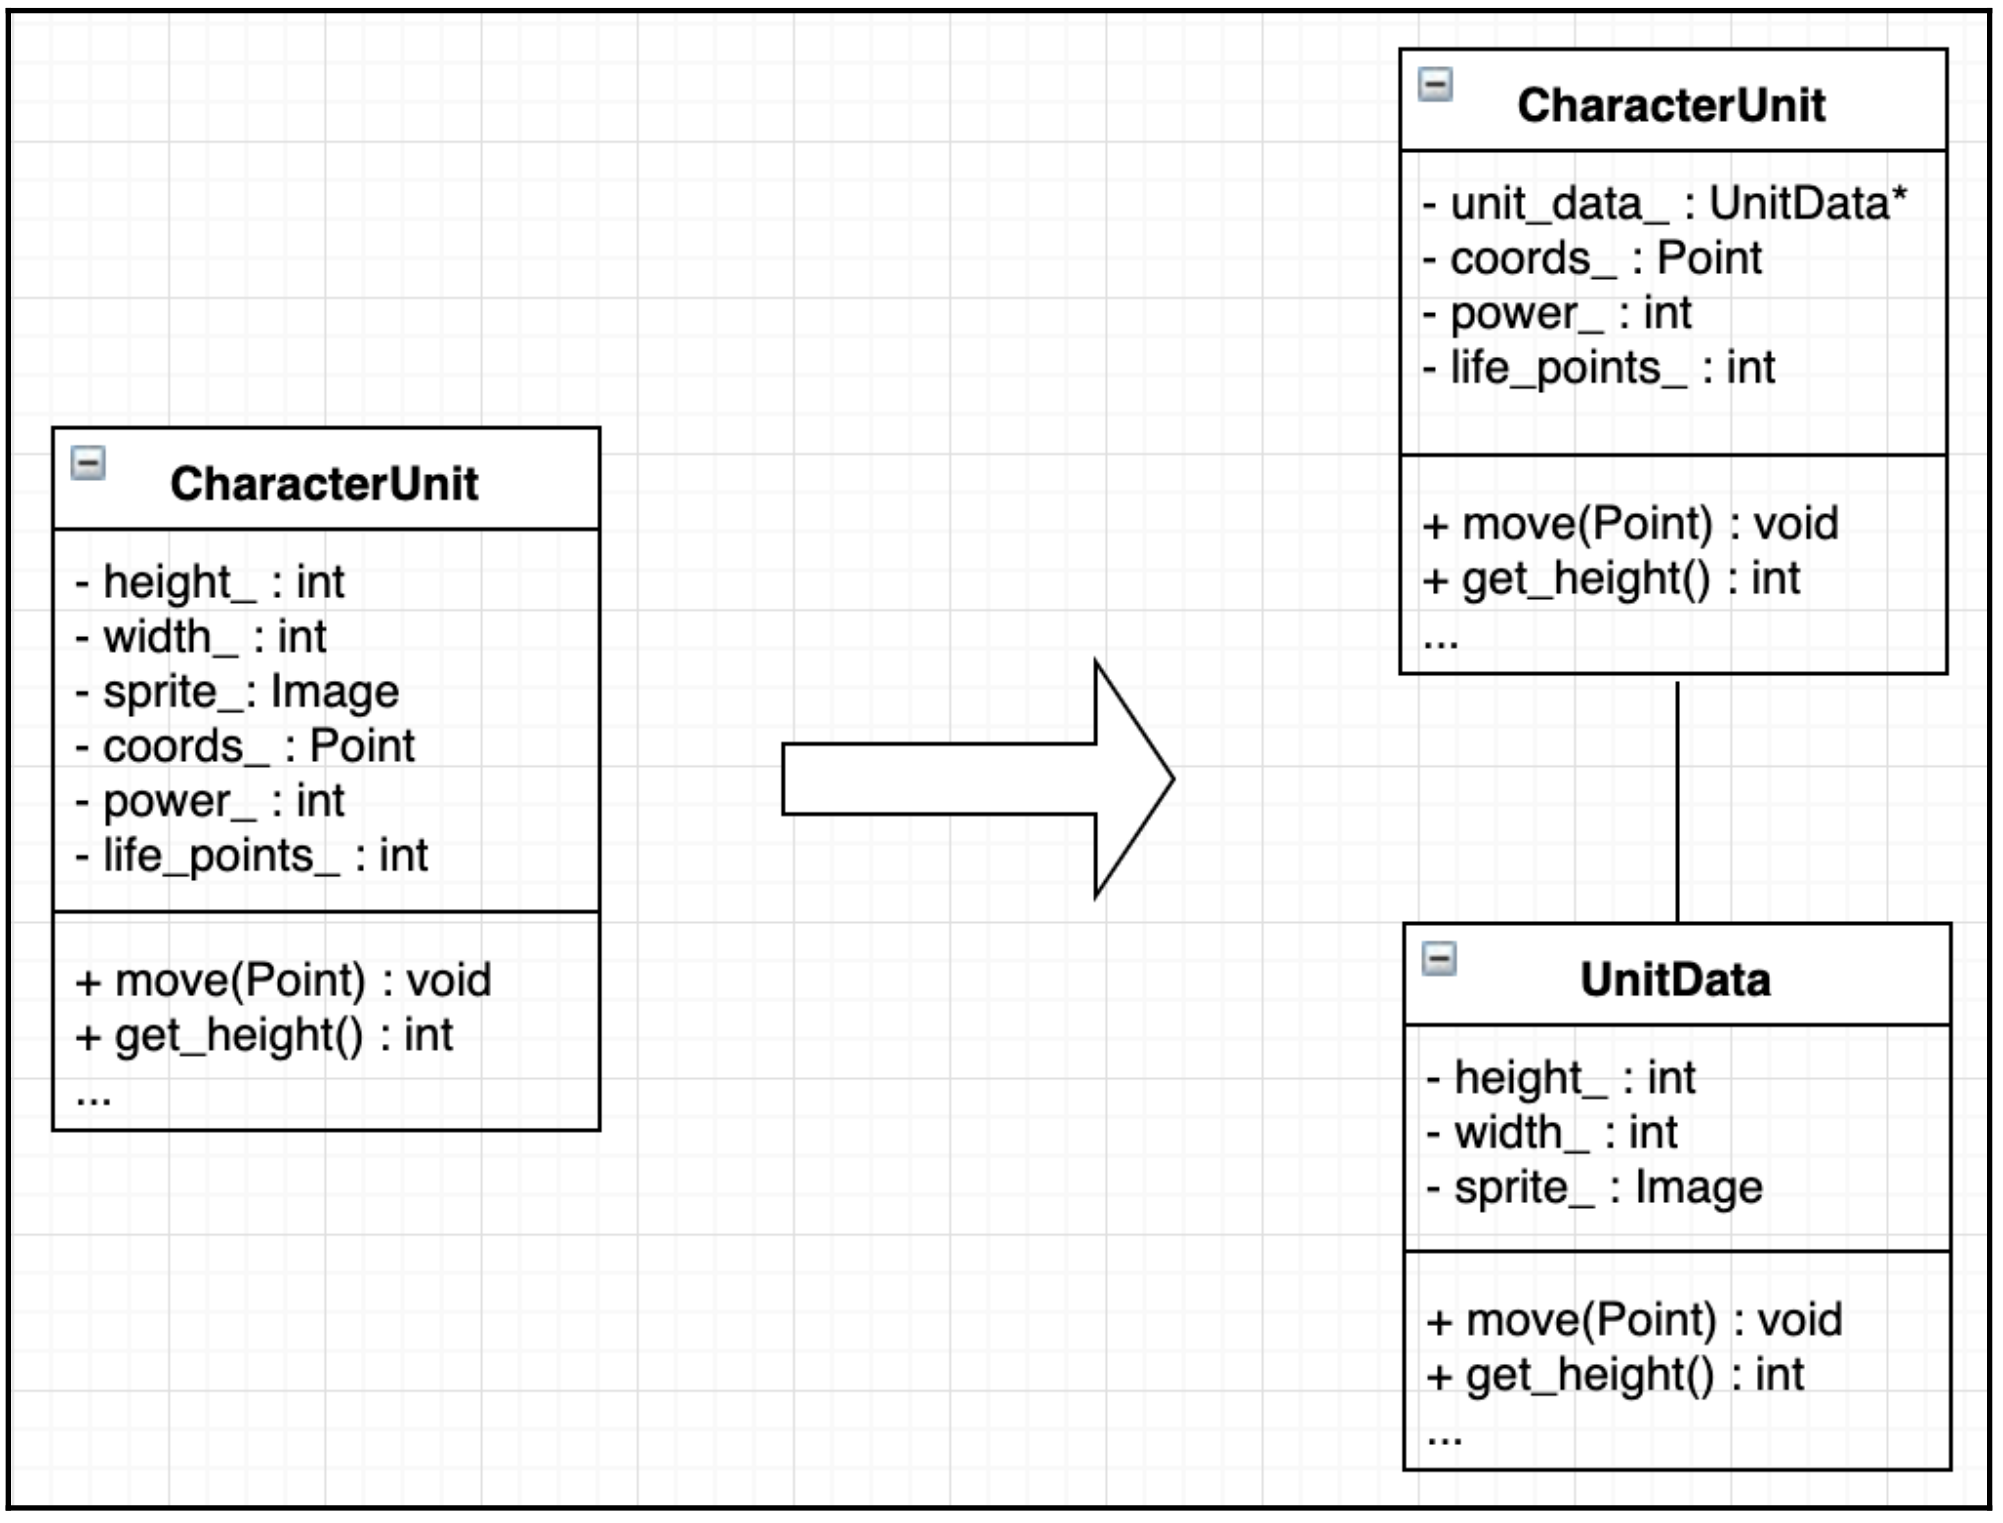 CharacterUnit
- height_ : int
- width_ : int
- sprite_: Image
- coords_ : Point
- power_ : int
- life_points_ : int
+ move(Point) : void
+ get_height() : int
...
CharacterUnit
- unit_data_ : UnitData*
- coords_ : Point
- power_ : int
- life_points_ : int
+ move(Point) : void
+ get_height() : int
...
UnitData
- height_ : int
- width_ : int
- sprite_ : Image
+ move(Point) : void
+ get_height() : int
...